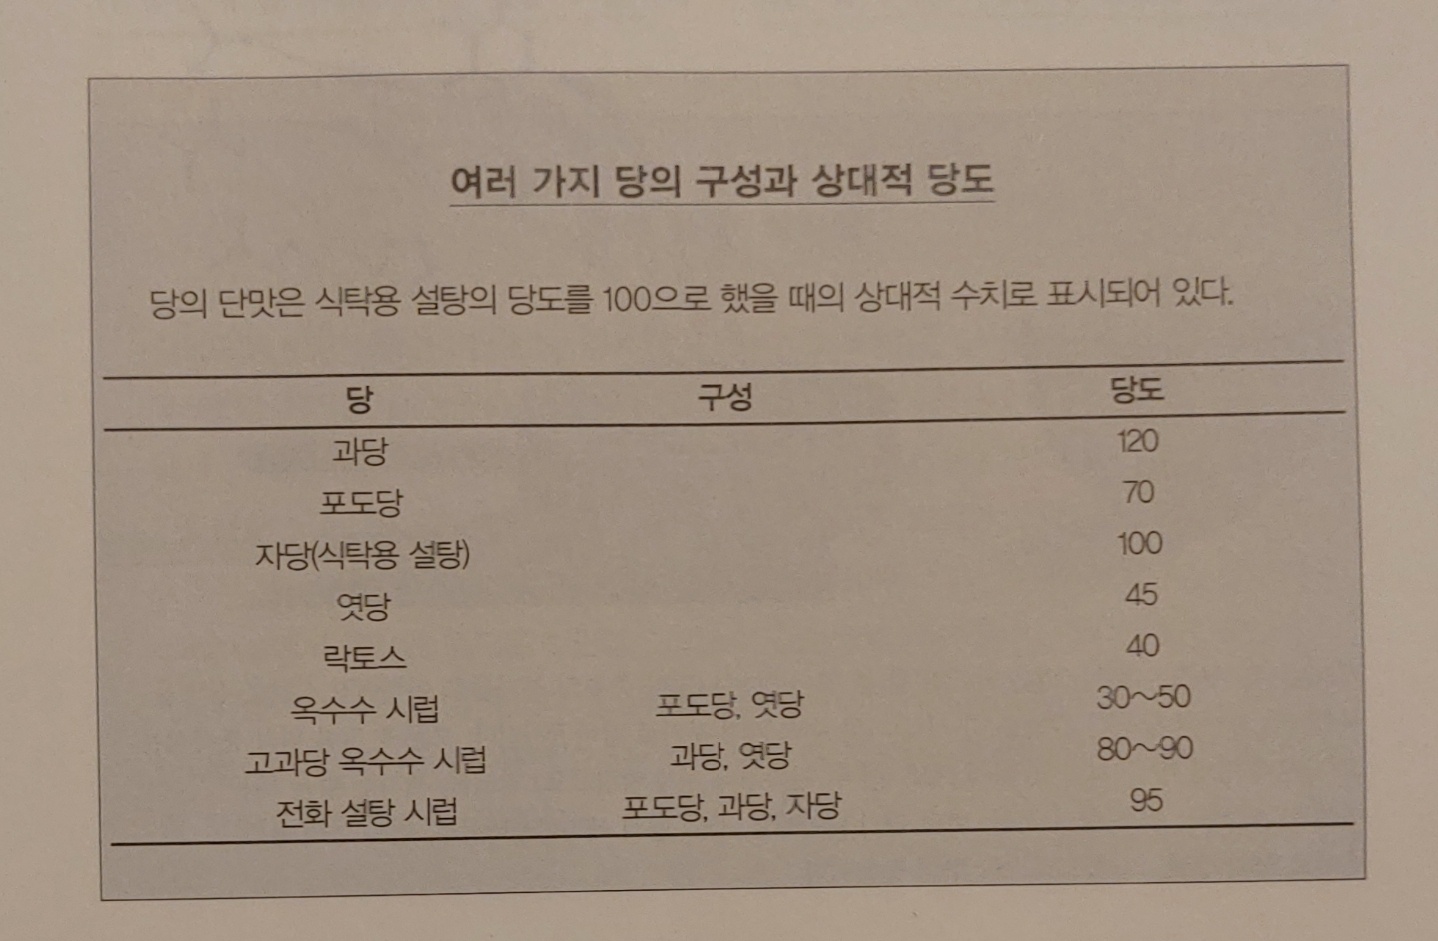 여러 가지 당의 구성과 상대적 당도
당의 단맛은 식탁용 설탕의 당도를 100으로 했을 때의 상대적 수치로 표시되어 있다.
당 구성 당도
과당 120
포도당 70
자당(식탁용 설탕) 100
엿당 45
락토스 40
옥수수 시럽 포도당, 엿당 30~50
고과당 옥수수 시럽 과당, 엿당 80~90
전화 설탕 시럽 포도당, 과당, 자당 95